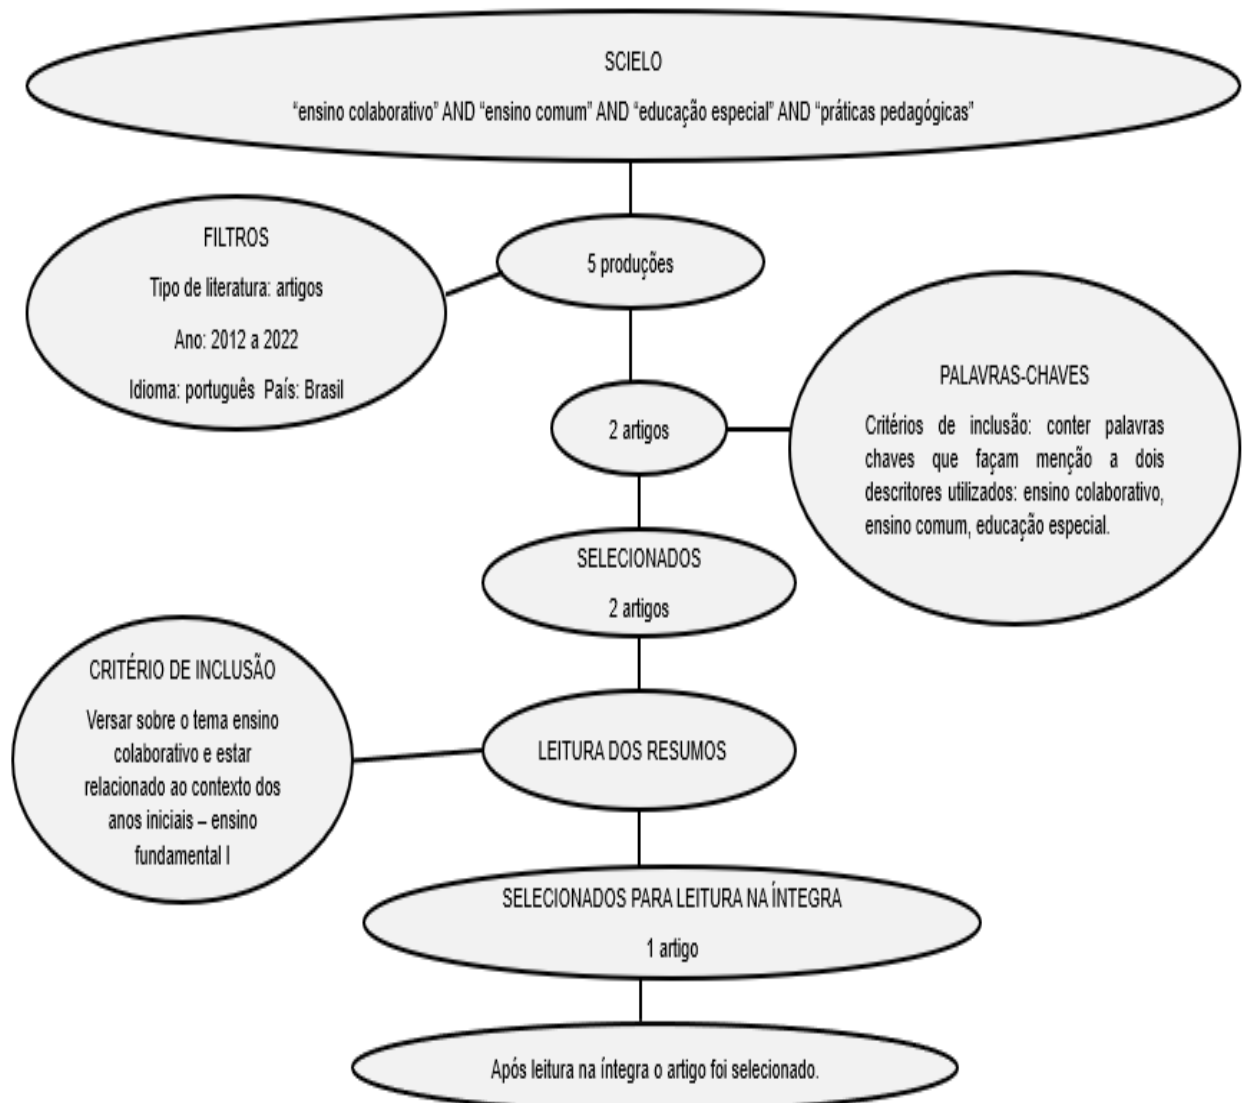 SCIELO
“ensino colaborativo” AND “ensino comum” AND “educação especial” AND “práticas pedagógicas”
FILTROS
Tipo de literatura: artigos
Ano: 2012 a 2022
Idioma: português País: Brasil
5 produções
2 artigos
PALAVRAS-CHAVES
Critérios de inclusão: conter palavras
chaves que façam menção a dois
descritores utilizados: ensino colaborativo,
ensino comum, educação especial.
SELECIONADOS
2 artigos
CRITÉRIO DE INCLUSÃO
Versar sobre o tema ensino
colaborativo e estar
relacionado ao contexto dos
anos iniciais – ensino
fundamental I
LEITURA DOS RESUMOS
SELECIONADOS PARA LEITURA NA ÍNTEGRA
1 artigo
Após leitura na íntegra o artigo foi selecionado.